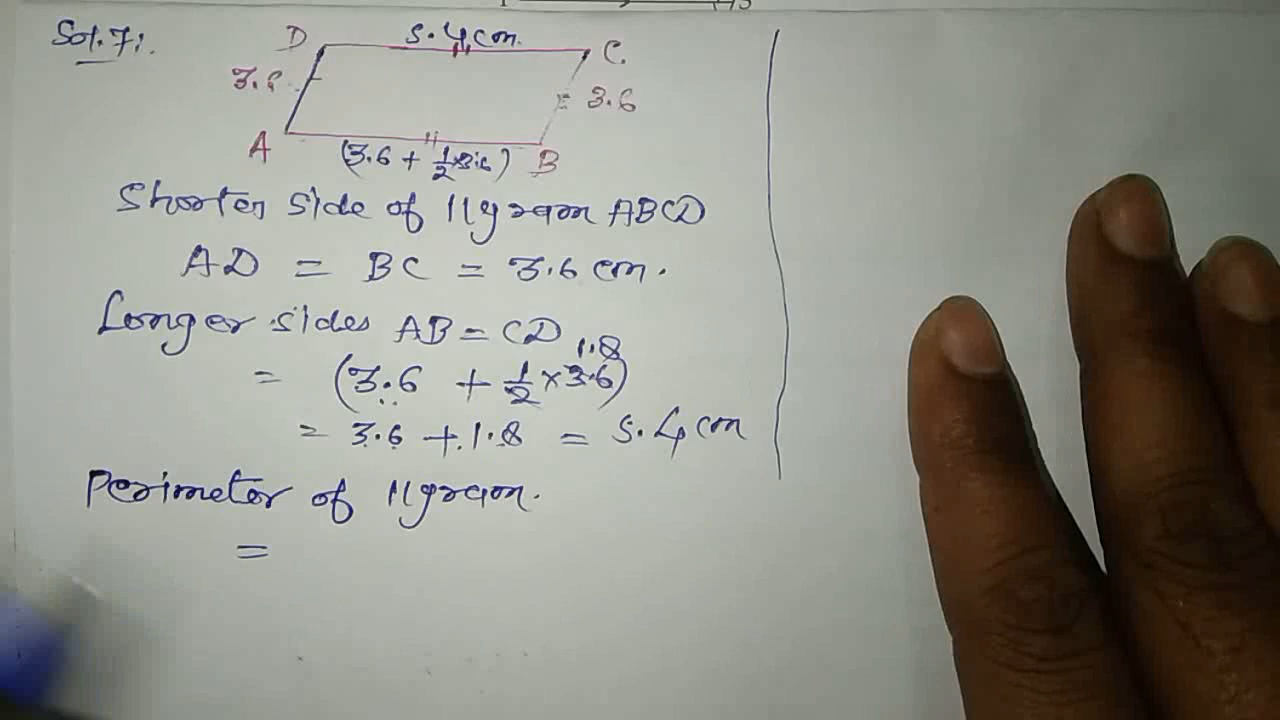 Sol.7:.
D 5.4cm. C
3.6
3.6
A (3.6 + 1/2×3.6) B
Shorter side of ||gram ABCD
AD = BC = 3.6 cm.
Longer sides AB = CD
1.8
= (3.6 + 1/2 × 3.6)
= 3.6 + 1.8 = 5.4 cm
Perimeter of ||gram.
=